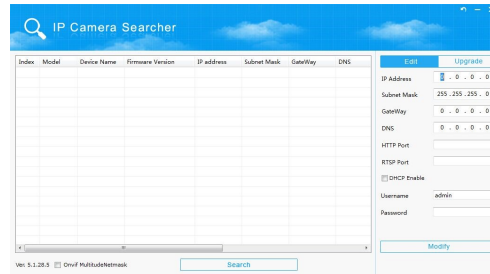 IP Camera Searcher
Index Model Device Name Firmware Version IP address Subnet Mask GateWay DNS
Edit Upgrade
IP Address 0 . 0 . 0 . 0
Subnet Mask 255 . 255 . 255 . 0
GateWay 0 . 0 . 0 . 0
DNS 0 . 0 . 0 . 0
HTTP Port
RTSP Port
DHCP Enable
Username admin
Password
Modify
Ver. 5.1.28.5 Onvif MultitudeNetmask Search